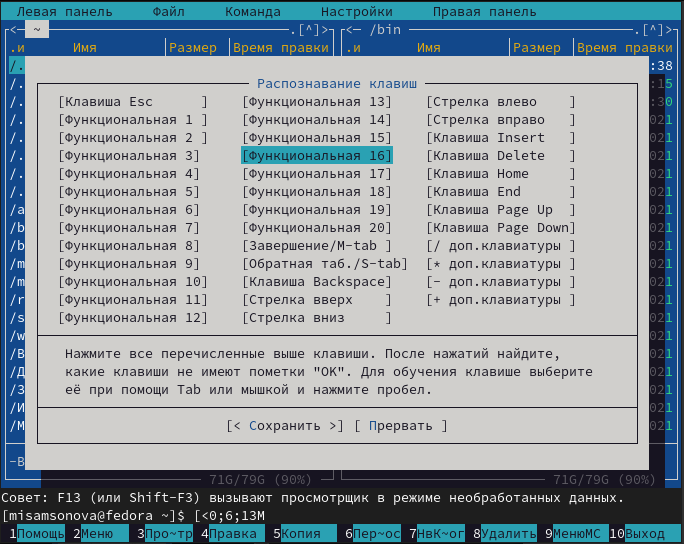 Левая панель Файл Команда Настройки Правая панель
<─ ~ .[^]> <─ /bin .[^]>
.и Имя Размер Время правки .и Имя Размер Время правки
/. :38
/. Распознавание клавиш :15
/. [Клавиша Esc ] [Функциональная 13] [Стрелка влево ] :30
/. [Функциональная 1 ] [Функциональная 14] [Стрелка вправо ] 021
/. [Функциональная 2 ] [Функциональная 15] [Клавиша Insert ] 021
/. [Функциональная 3] [Функциональная 16] [Клавиша Delete ] 021
/. [Функциональная 4] [Функциональная 17] [Клавиша Home ] 021
/. [Функциональная 5] [Функциональная 18] [Клавиша End ] 021
/a [Функциональная 6] [Функциональная 19] [Клавиша Page Up ] 021
/b [Функциональная 7] [Функциональная 20] [Клавиша Page Down] 021
/b [Функциональная 8] [Завершение/M-tab ] [/ доп.клавиатуры ] 021
/m [Функциональная 9] [Обратная таб./S-tab] [* доп.клавиатуры ] 021
/m [Функциональная 10] [Клавиша Backspace] [- доп.клавиатуры ] 021
/r [Функциональная 11] [Стрелка вверх ] [+ доп.клавиатуры ] 021
/s [Функциональная 12] [Стрелка вниз ] 021
/w 021
/В Нажмите все перечисленные выше клавиши. После нажатий найдите, 021
/Д какие клавиши не имеют пометки "OK". Для обучения клавише выберите 021
/З её при помощи Tab или мышкой и нажмите пробел. 021
/И 021
/М [< Сохранить >] [ Прервать ] 021
-В
71G/79G (90%) 71G/79G (90%)
Совет: F13 (или Shift-F3) вызывают просмотрщик в режиме необработанных данных.
[misamsonova@fedora ~]$ [<0;6;13M
1Помощь 2Меню 3Про~тр 4Правка 5Копия 6Пер~ос 7НвК~ог 8Удалить 9МенюМС 10Выход